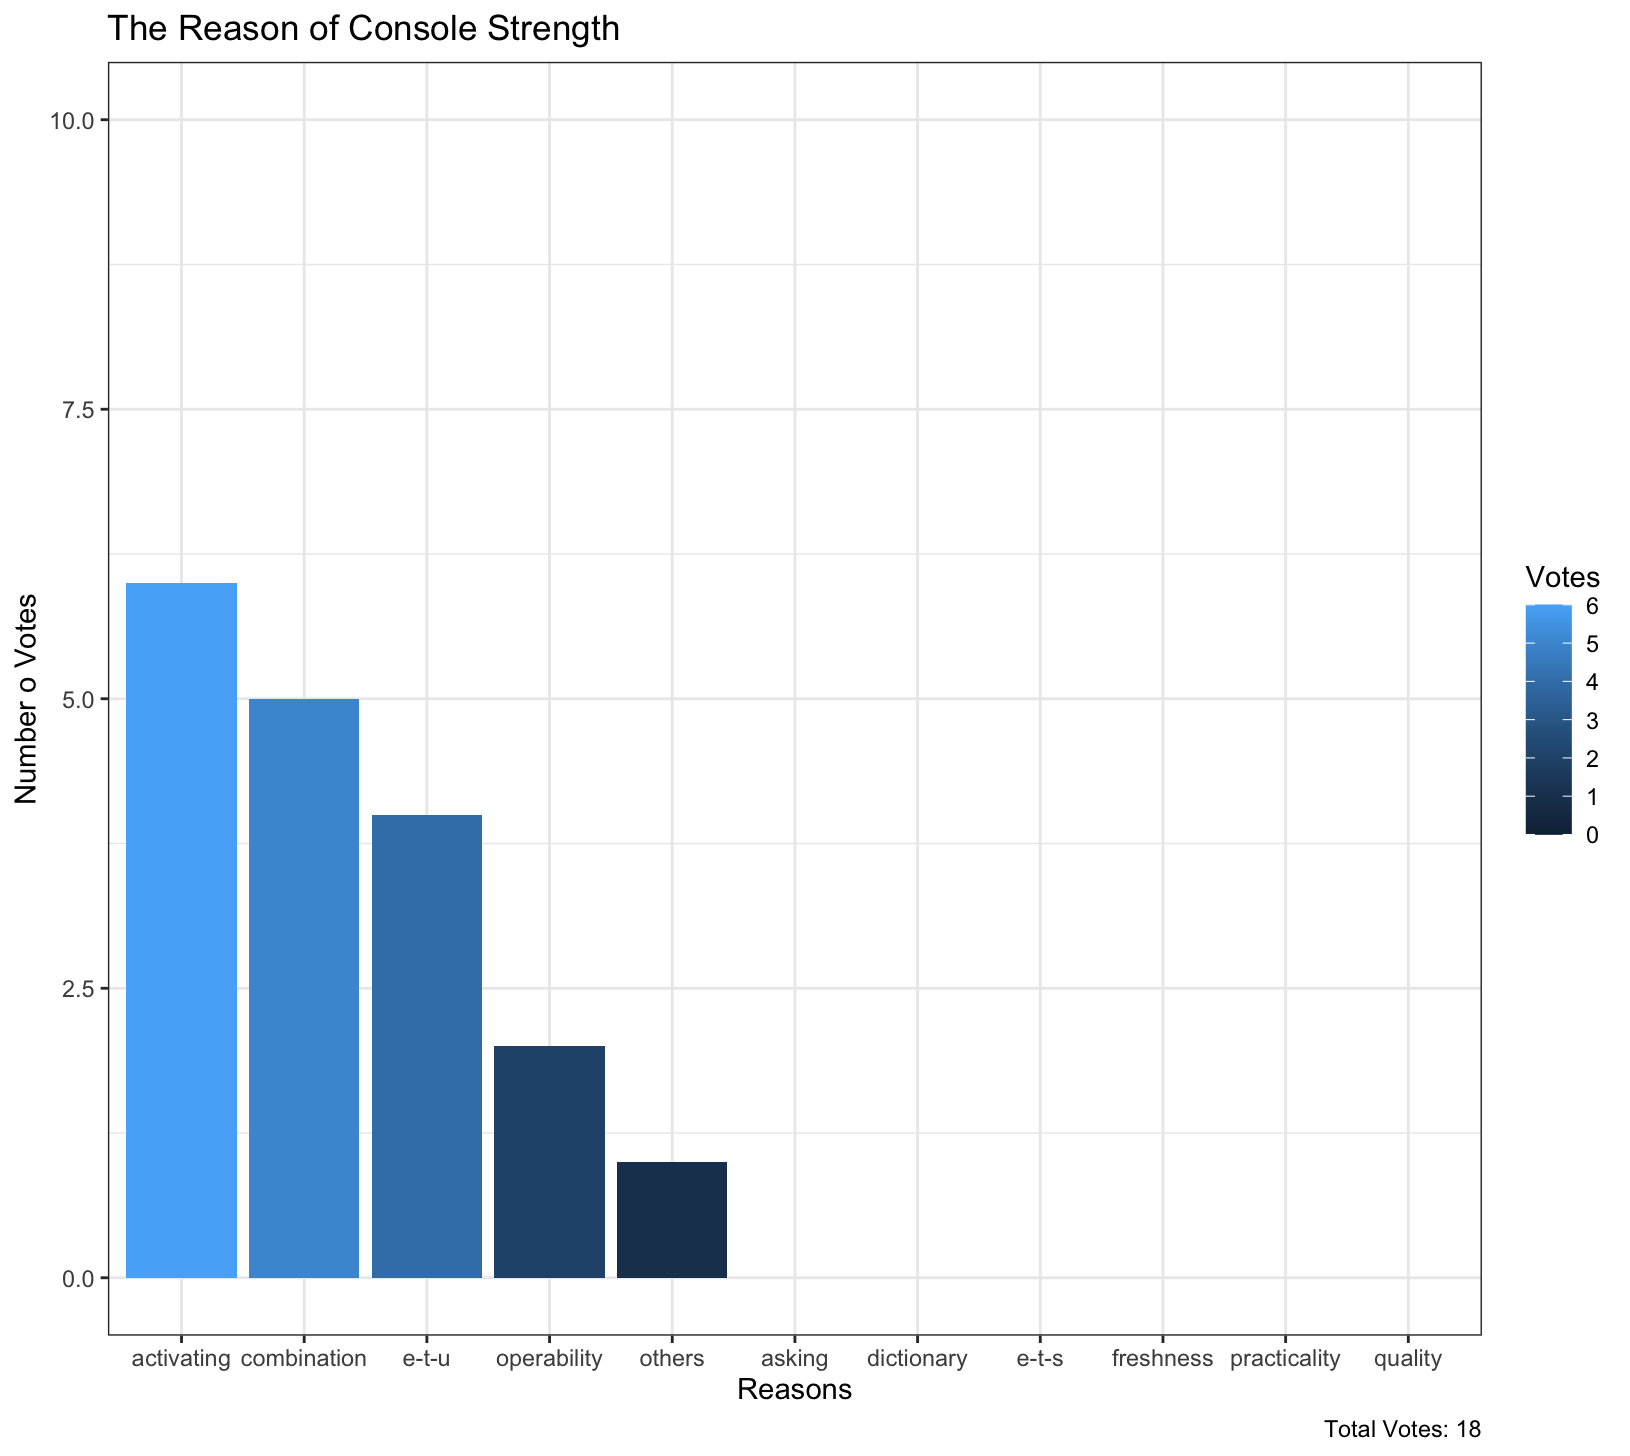 The Reason of Console Strength
10.0
7.5
5.0
2.5
0.0
Number o Votes
activating combination e-t-u operability others asking dictionary e-t-s freshness practicality quality
Reasons
Total Votes: 18
Votes
6
5
4
3
2
1
0